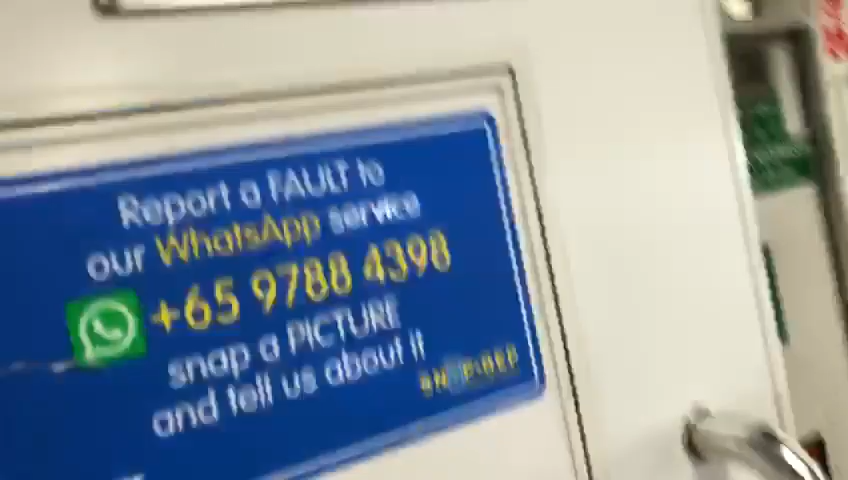 Report a FAULT to
our WhatsApp service
+65 9788 4398
snap a PICTURE
and tell us about it